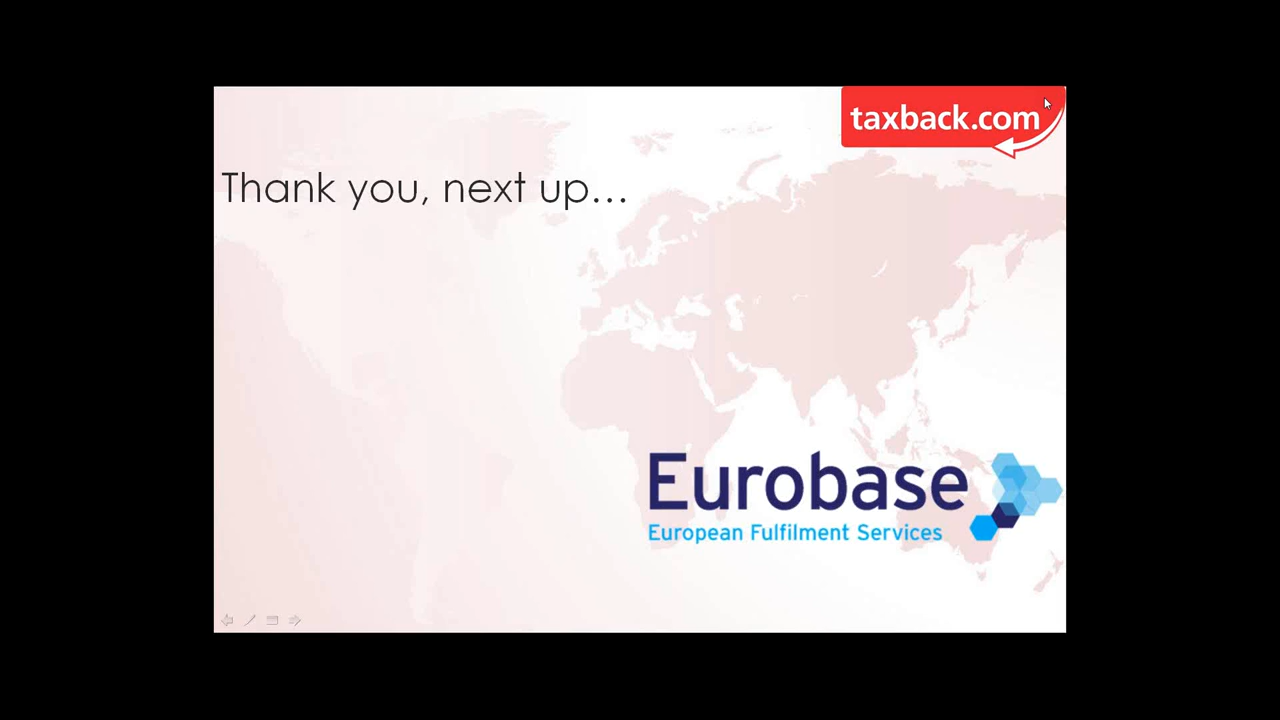 taxback.com
Thank you, next up...
Eurobase
European Fulfilment Services